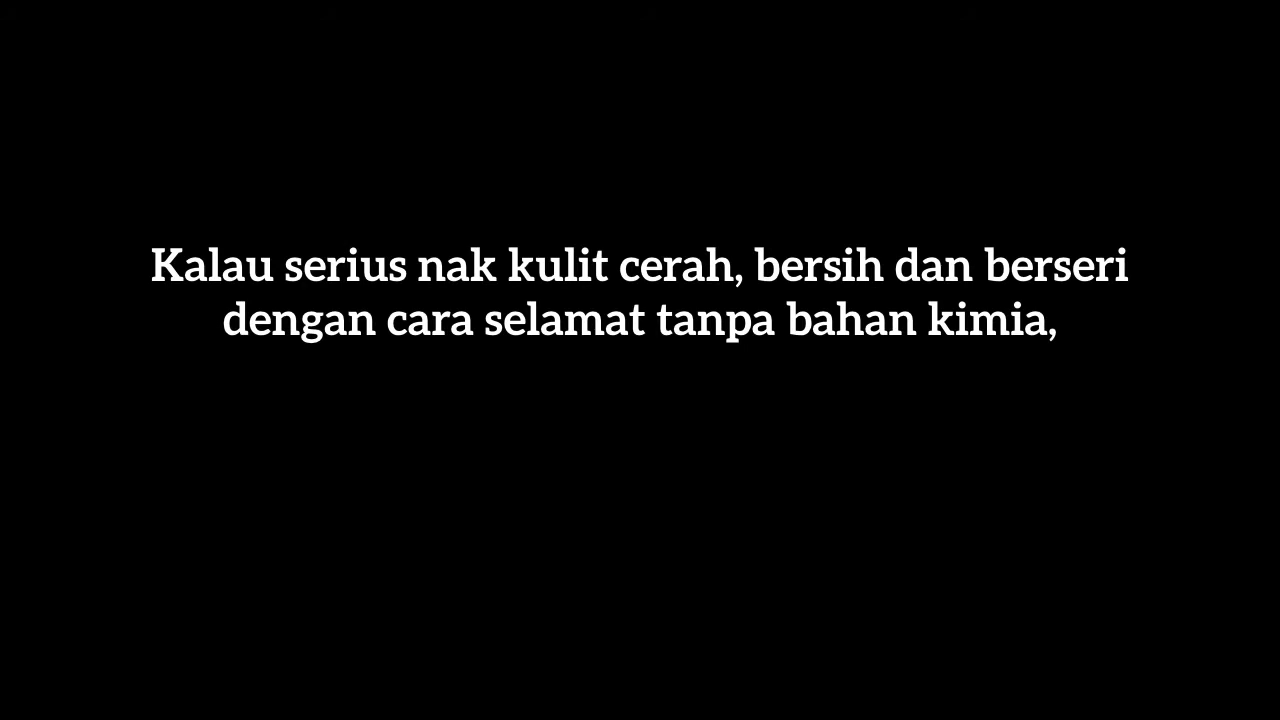 Kalau serius nak kulit cerah, bersih dan berseri
dengan cara selamat tanpa bahan kimia,